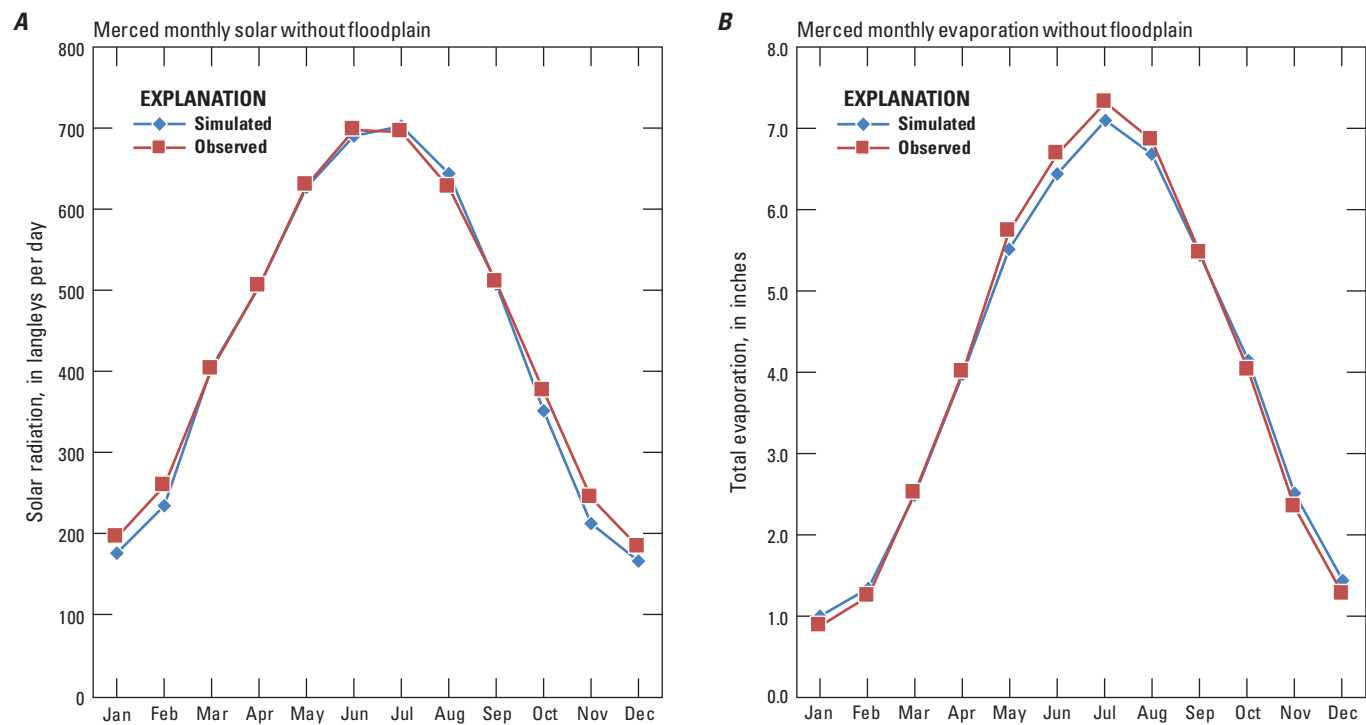 A Merced monthly solar without floodplain
800
700
600
500
400
300
200
100
0
Solar radiation, in langleys per day
EXPLANATION
Simulated
Observed
Jan Feb Mar Apr May Jun Jul Aug Sep Oct Nov Dec
B Merced monthly evaporation without floodplain
8.0
7.0
6.0
5.0
4.0
3.0
2.0
1.0
0.0
Total evaporation, in inches
EXPLANATION
Simulated
Observed
Jan Feb Mar Apr May Jun Jul Aug Sep Oct Nov Dec